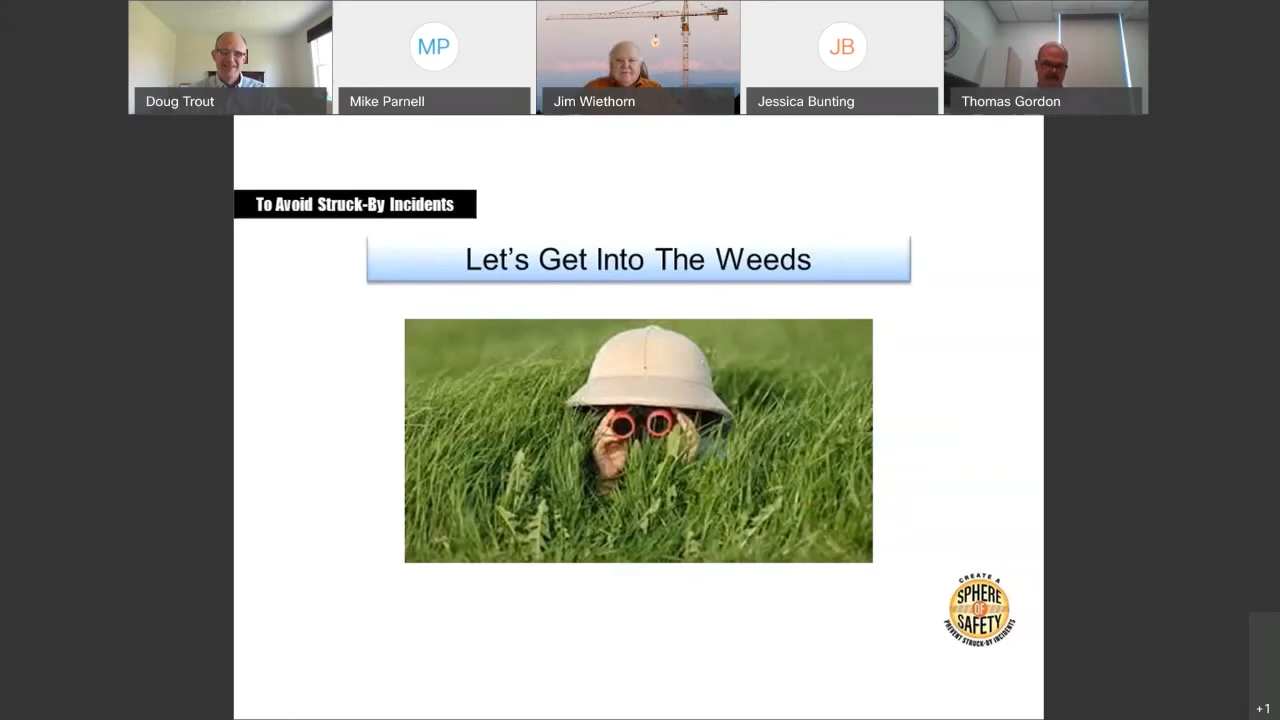 MP
JB
Doug Trout
Mike Parnell
Jim Wiethorn
Jessica Bunting
Thomas Gordon
To Avoid Struck-By Incidents
Let's Get Into The Weeds
CREATE A
SPHERE
OF
SAFETY
PREVENT STRUCK-BY INCIDENTS
+1